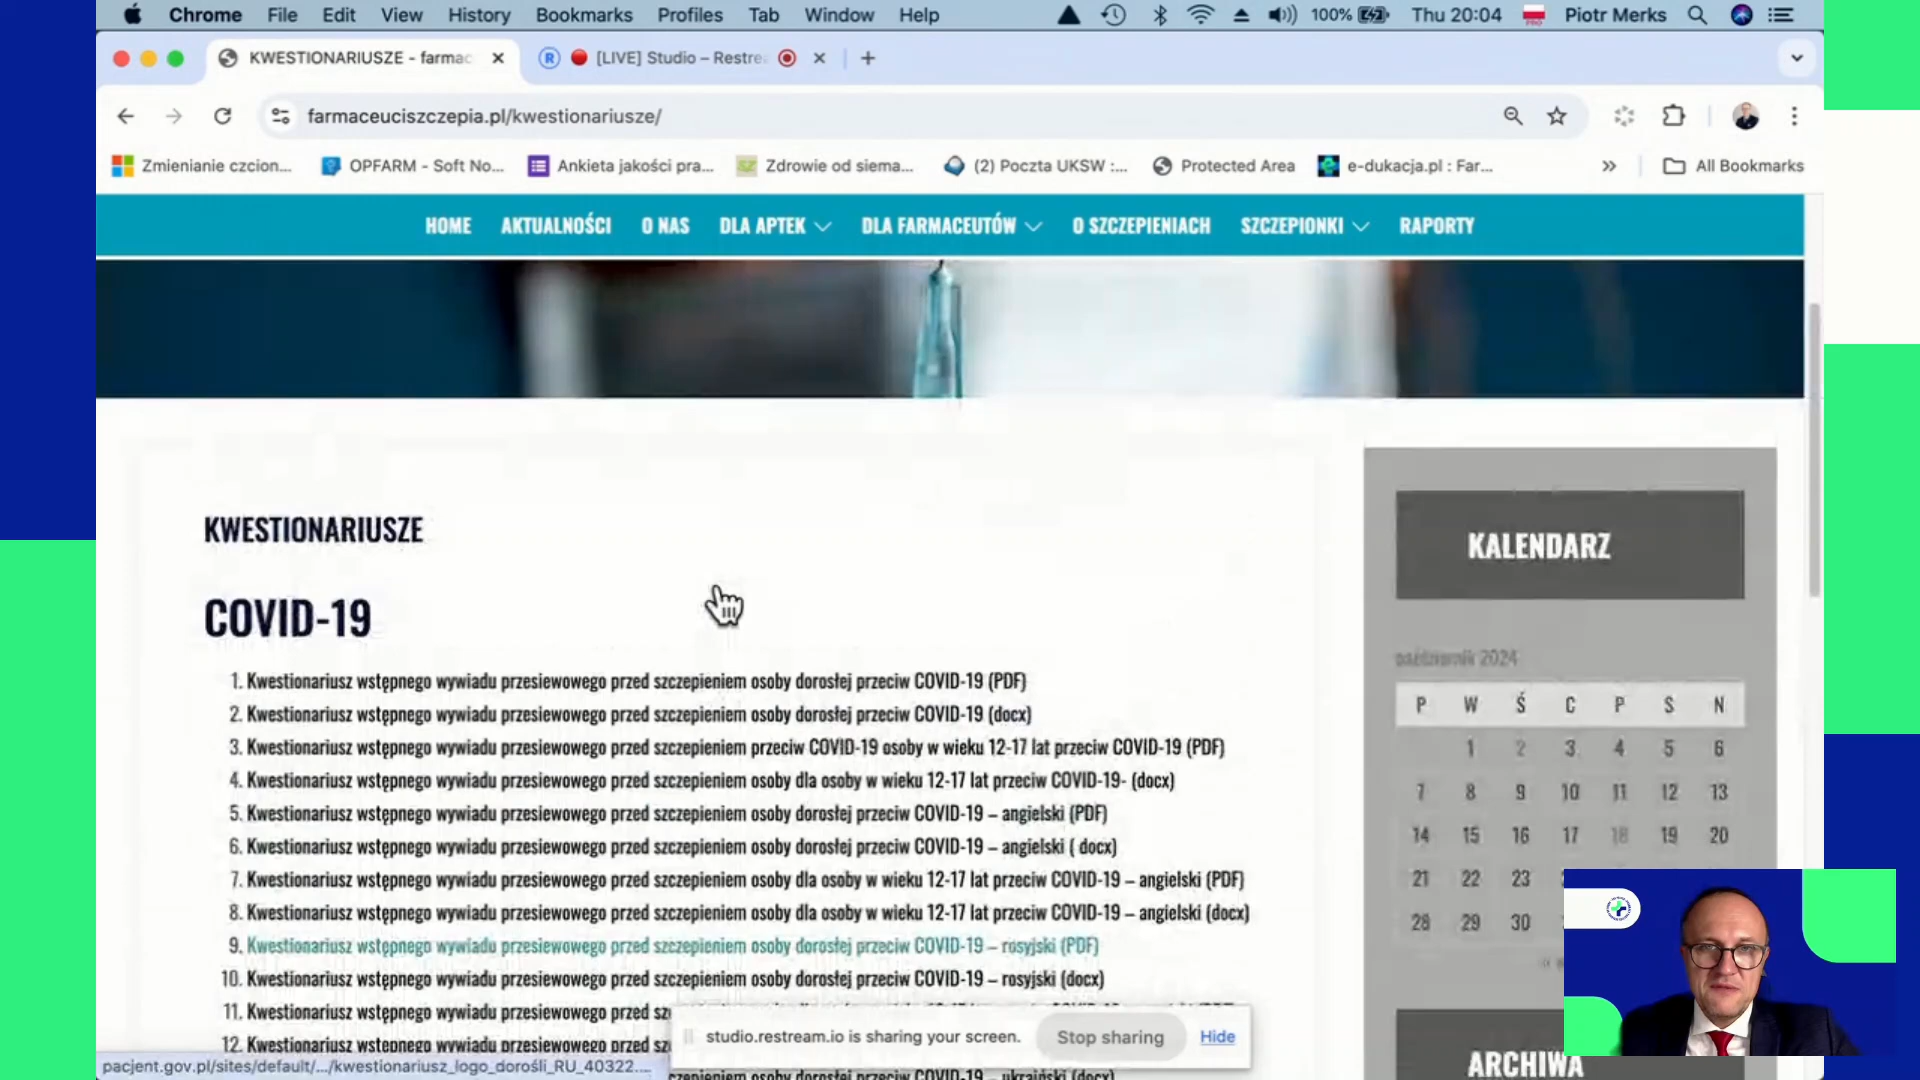 Chrome File Edit View History Bookmarks Profiles Tab Window Help 100% Thu 20:04 Piotr Merks
KWESTIONARIUSZE - farmac
[LIVE] Studio – Restre
farmaceuciszczepia.pl/kwestionariusze/
Zmienianie czcion... OPFARM - Soft No... Ankieta jakości pra... Zdrowie od siema... (2) Poczta UKSW :... Protected Area e-dukacja.pl : Far... » All Bookmarks
HOME AKTUALNOŚCI O NAS DLA APTEK DLA FARMACEUTÓW O SZCZEPIENIACH SZCZEPIONKI RAPORTY
KWESTIONARIUSZE
COVID-19
1. Kwestionariusz wstępnego wywiadu przesiewowego przed szczepieniem osoby dorosłej przeciw COVID-19 (PDF)
2. Kwestionariusz wstępnego wywiadu przesiewowego przed szczepieniem osoby dorosłej przeciw COVID-19 (docx)
3. Kwestionariusz wstępnego wywiadu przesiewowego przed szczepieniem przeciw COVID-19 osoby w wieku 12-17 lat przeciw COVID-19 (PDF)
4. Kwestionariusz wstępnego wywiadu przesiewowego przed szczepieniem osoby dla osoby w wieku 12-17 lat przeciw COVID-19- (docx)
5. Kwestionariusz wstępnego wywiadu przesiewowego przed szczepieniem osoby dorosłej przeciw COVID-19 – angielski (PDF)
6. Kwestionariusz wstępnego wywiadu przesiewowego przed szczepieniem osoby dorosłej przeciw COVID-19 – angielski ( docx)
7. Kwestionariusz wstępnego wywiadu przesiewowego przed szczepieniem osoby dla osoby w wieku 12-17 lat przeciw COVID-19 – angielski (PDF)
8. Kwestionariusz wstępnego wywiadu przesiewowego przed szczepieniem osoby dla osoby w wieku 12-17 lat przeciw COVID-19 – angielski (docx)
9. Kwestionariusz wstępnego wywiadu przesiewowego przed szczepieniem osoby dorosłej przeciw COVID-19 – rosyjski (PDF)
10. Kwestionariusz wstępnego wywiadu przesiewowego przed szczepieniem osoby dorosłej przeciw COVID-19 – rosyjski (docx)
11. Kwestionariusz wstępnego wywiadu przesiewowego przed
12. Kwestionariusz wstępnego wywiadu przesiewowego przed
szczepieniem osoby dorosłej przeciw COVID-19 – ukraiński (docx)
studio.restream.io is sharing your screen. Stop sharing Hide
pacjent.gov.pl/sites/default/.../kwestionariusz_logo_dorośli_RU_40322....
KALENDARZ
październik 2024
P W Ś C P S N
1 2 3 4 5 6
7 8 9 10 11 12 13
14 15 16 17 18 19 20
21 22 23
28 29 30
ARCHIWA